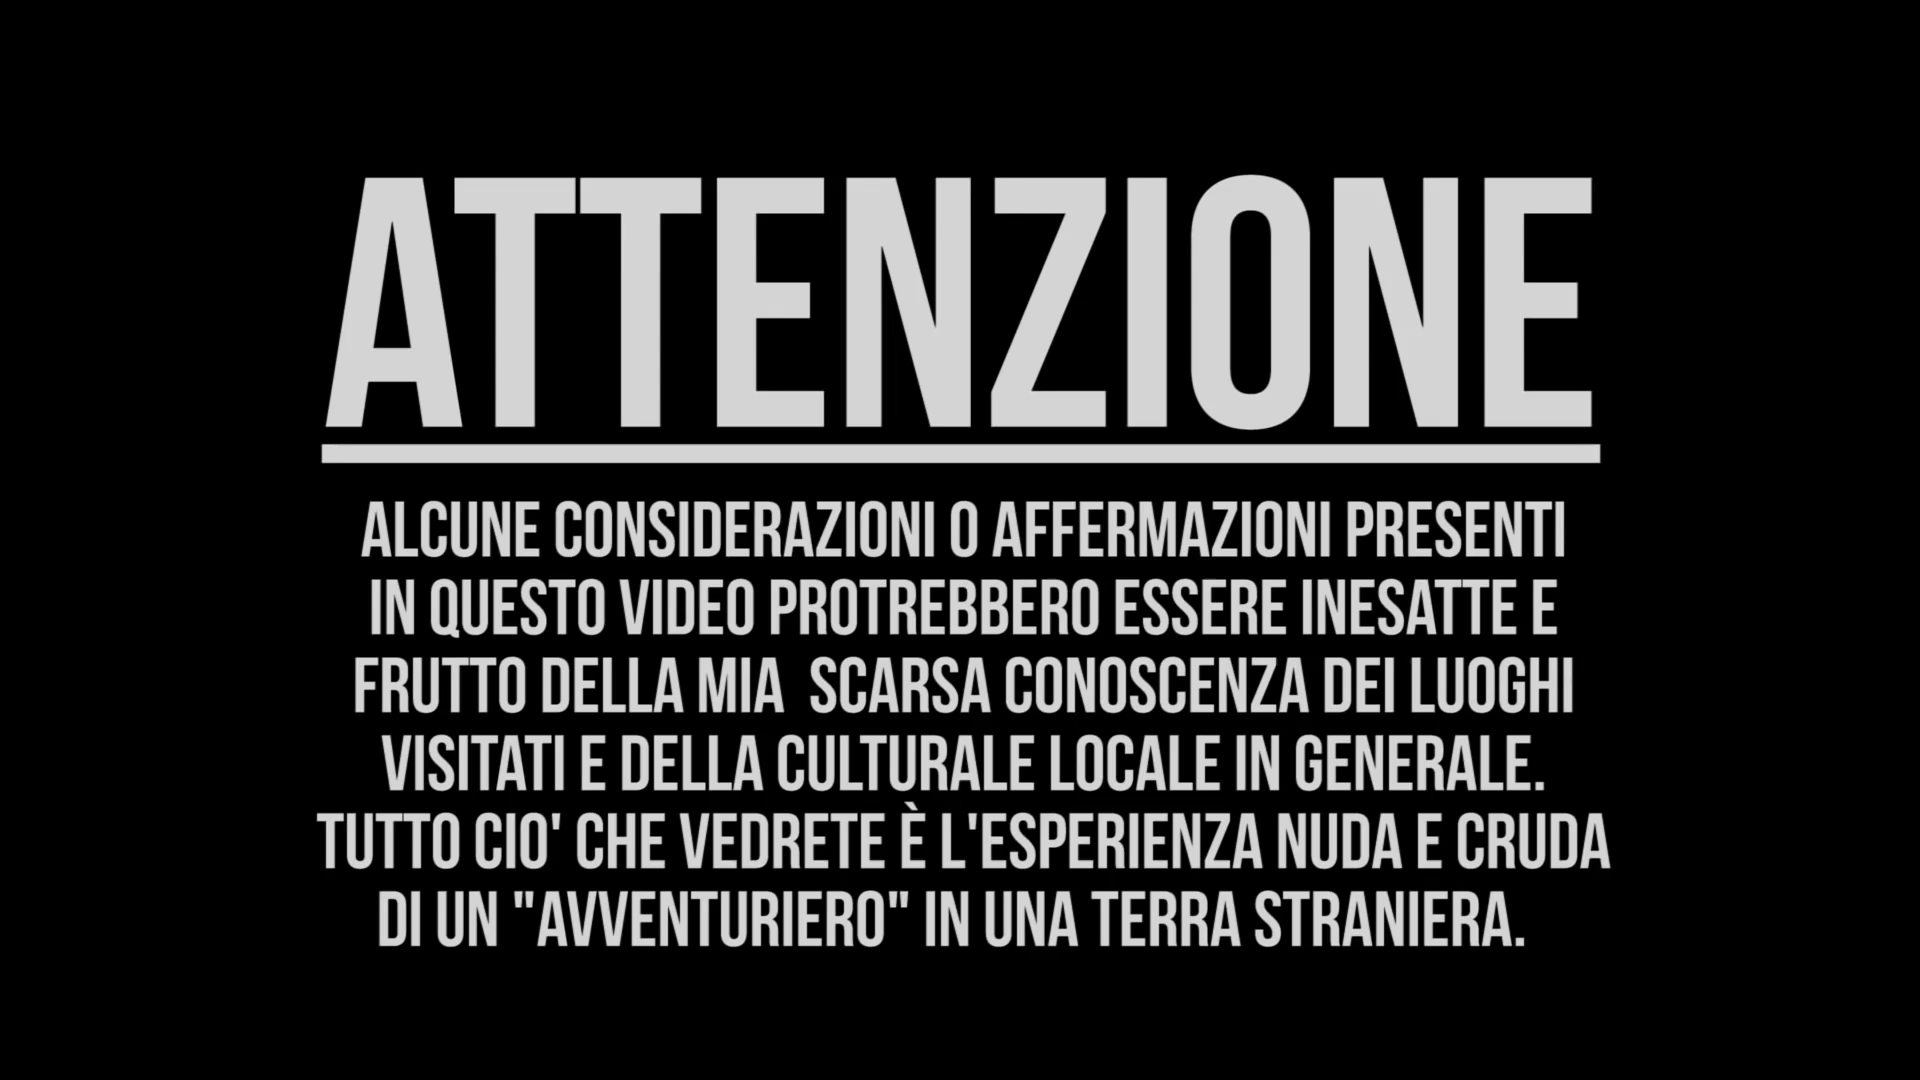 ATTENZIONE
ALCUNE CONSIDERAZIONI O AFFERMAZIONI PRESENTI
IN QUESTO VIDEO PROTREBBERO ESSERE INESATTE E
FRUTTO DELLA MIA  SCARSA CONOSCENZA DEI LUOGHI
VISITATI E DELLA CULTURALE LOCALE IN GENERALE.
TUTTO CIO' CHE VEDRETE È L'ESPERIENZA NUDA E CRUDA
DI UN "AVVENTURIERO" IN UNA TERRA STRANIERA.